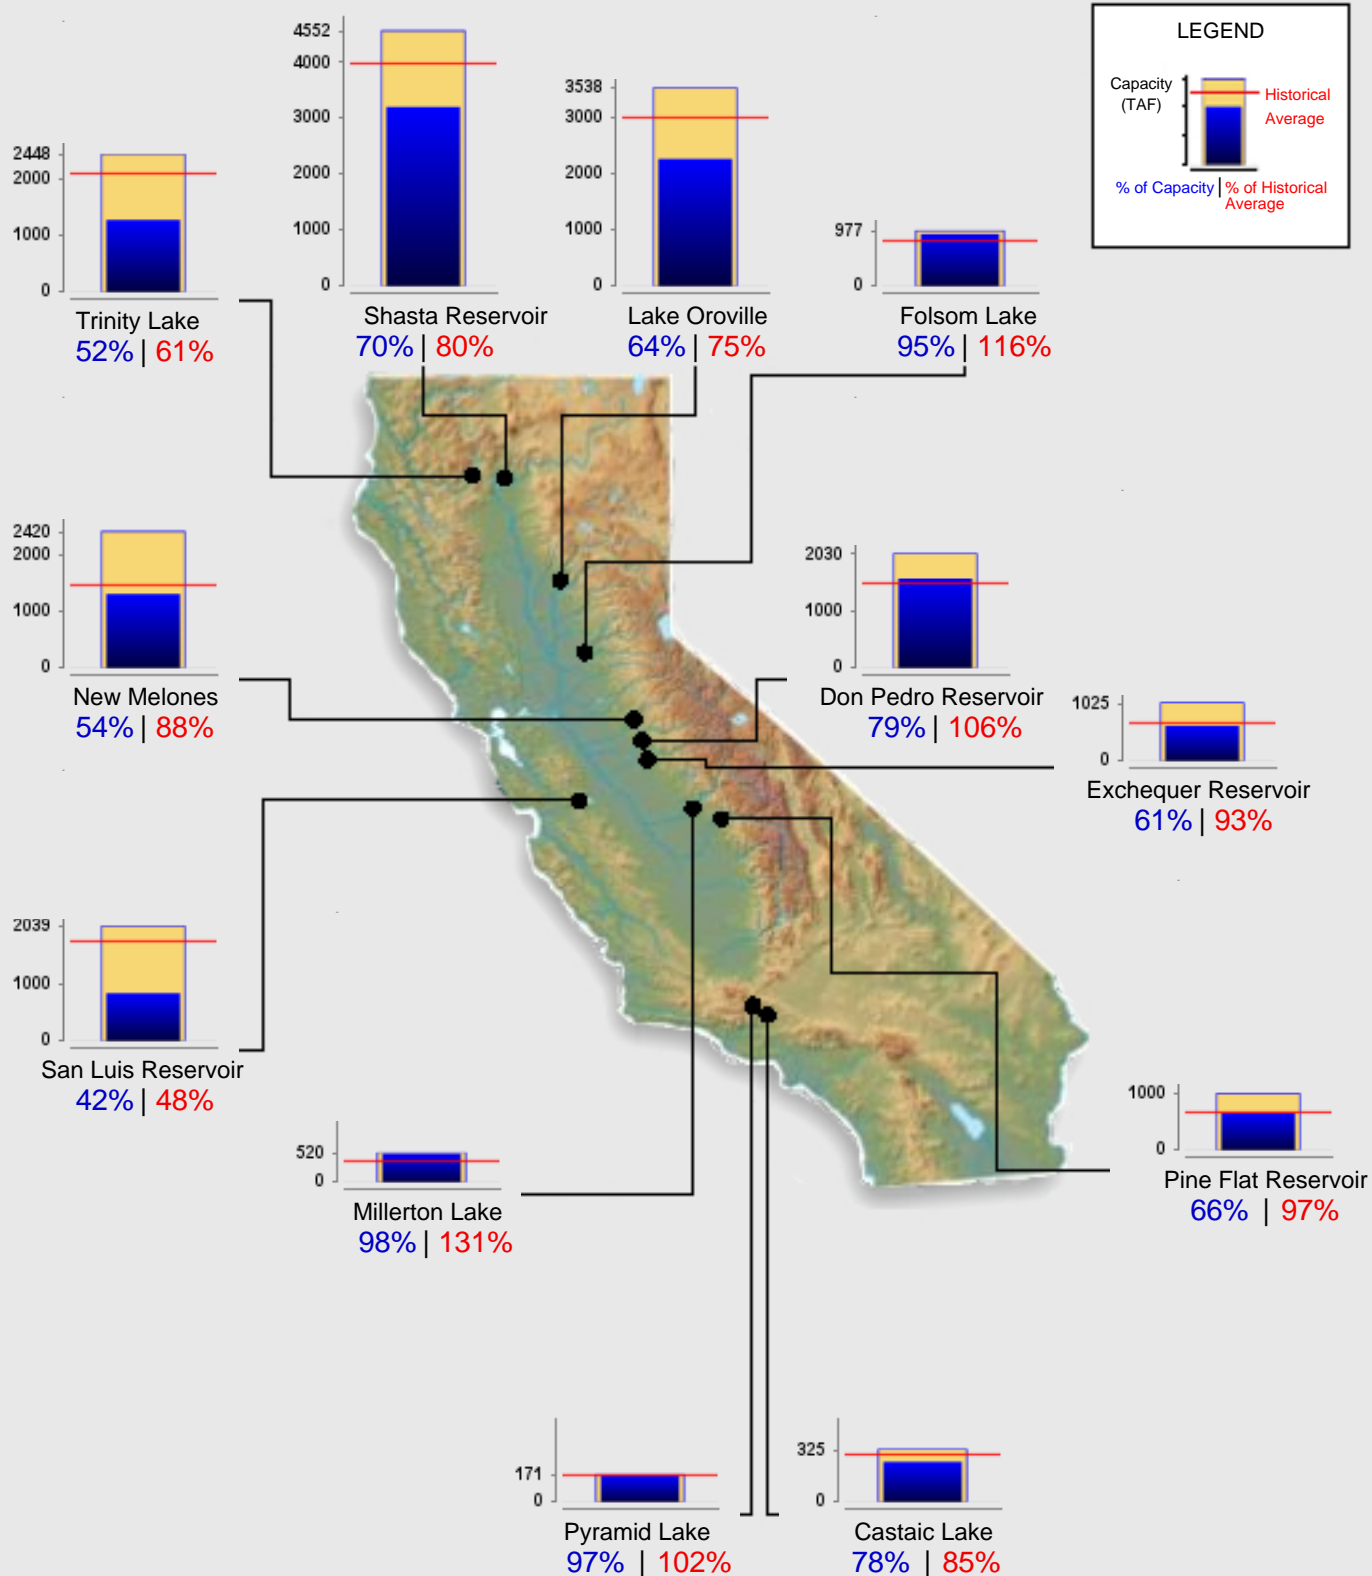 LEGEND
Capacity
(TAF)
Historical
Average
% of Capacity | % of Historical
Average
4552
4000
3000
2000
1000
0
Shasta Reservoir
70% | 80%
3538
3000
2000
1000
0
Lake Oroville
64% | 75%
2448
2000
1000
0
Trinity Lake
52% | 61%
977
0
Folsom Lake
95% | 116%
2420
2000
1000
0
New Melones
54% | 88%
2030
1000
0
Don Pedro Reservoir
79% | 106%
1025
0
Exchequer Reservoir
61% | 93%
2039
1000
0
San Luis Reservoir
42% | 48%
520
0
Millerton Lake
98% | 131%
1000
0
Pine Flat Reservoir
66% | 97%
171
0
Pyramid Lake
97% | 102%
325
0
Castaic Lake
78% | 85%